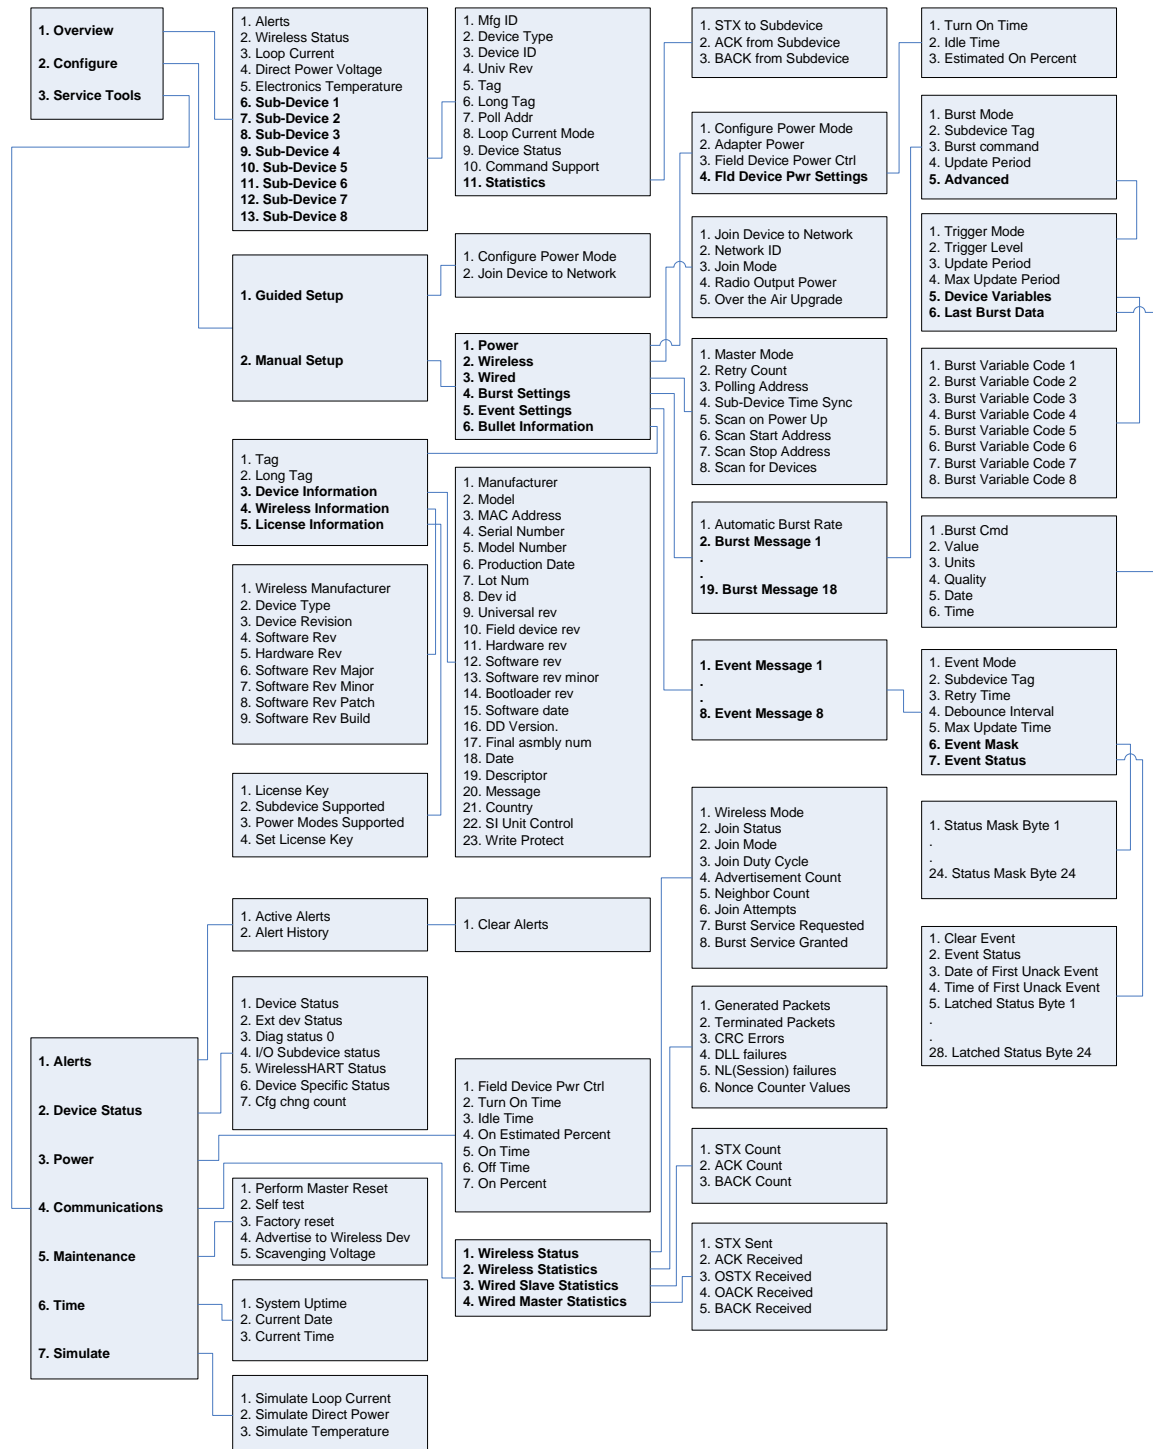 1. Overview
2. Configure
3. Service Tools
1. Alerts
2. Wireless Status
3. Loop Current
4. Direct Power Voltage
5. Electronics Temperature
6. Sub-Device 1
7. Sub-Device 2
8. Sub-Device 3
9. Sub-Device 4
10. Sub-Device 5
11. Sub-Device 6
12. Sub-Device 7
13. Sub-Device 8
1. Mfg ID
2. Device Type
3. Device ID
4. Univ Rev
5. Tag
6. Long Tag
7. Poll Addr
8. Loop Current Mode
9. Device Status
10. Command Support
11. Statistics
1. STX to Subdevice
2. ACK from Subdevice
3. BACK from Subdevice
1. Turn On Time
2. Idle Time
3. Estimated On Percent
1. Configure Power Mode
2. Adapter Power
3. Field Device Power Ctrl
4. Fld Device Pwr Settings
1. Burst Mode
2. Subdevice Tag
3. Burst command
4. Update Period
5. Advanced
1. Guided Setup
2. Manual Setup
1. Configure Power Mode
2. Join Device to Network
1. Join Device to Network
2. Network ID
3. Join Mode
4. Radio Output Power
5. Over the Air Upgrade
1. Trigger Mode
2. Trigger Level
3. Update Period
4. Max Update Period
5. Device Variables
6. Last Burst Data
1. Power
2. Wireless
3. Wired
4. Burst Settings
5. Event Settings
6. Bullet Information
1. Master Mode
2. Retry Count
3. Polling Address
4. Sub-Device Time Sync
5. Scan on Power Up
6. Scan Start Address
7. Scan Stop Address
8. Scan for Devices
1. Burst Variable Code 1
2. Burst Variable Code 2
3. Burst Variable Code 3
4. Burst Variable Code 4
5. Burst Variable Code 5
6. Burst Variable Code 6
7. Burst Variable Code 7
8. Burst Variable Code 8
1. Tag
2. Long Tag
3. Device Information
4. Wireless Information
5. License Information
1. Manufacturer
2. Model
3. MAC Address
4. Serial Number
5. Model Number
6. Production Date
7. Lot Num
8. Dev id
9. Universal rev
10. Field device rev
11. Hardware rev
12. Software rev
13. Software rev minor
14. Bootloader rev
15. Software date
16. DD Version.
17. Final asmbly num
18. Date
19. Descriptor
20. Message
21. Country
22. SI Unit Control
23. Write Protect
1. Automatic Burst Rate
2. Burst Message 1
.
.
19. Burst Message 18
1 .Burst Cmd
2. Value
3. Units
4. Quality
5. Date
6. Time
1. Wireless Manufacturer
2. Device Type
3. Device Revision
4. Software Rev
5. Hardware Rev
6. Software Rev Major
7. Software Rev Minor
8. Software Rev Patch
9. Software Rev Build
1. Event Message 1
.
.
8. Event Message 8
1. Event Mode
2. Subdevice Tag
3. Retry Time
4. Debounce Interval
5. Max Update Time
6. Event Mask
7. Event Status
1. License Key
2. Subdevice Supported
3. Power Modes Supported
4. Set License Key
1. Wireless Mode
2. Join Status
2. Join Mode
3. Join Duty Cycle
4. Advertisement Count
5. Neighbor Count
6. Join Attempts
7. Burst Service Requested
8. Burst Service Granted
1. Status Mask Byte 1
.
.
24. Status Mask Byte 24
1. Active Alerts
2. Alert History
1. Clear Alerts
1. Clear Event
2. Event Status
3. Date of First Unack Event
4. Time of First Unack Event
5. Latched Status Byte 1
.
.
28. Latched Status Byte 24
1. Device Status
2. Ext dev Status
3. Diag status 0
4. I/O Subdevice status
5. WirelessHART Status
6. Device Specific Status
7. Cfg chng count
1. Generated Packets
2. Terminated Packets
3. CRC Errors
4. DLL failures
5. NL(Session) failures
6. Nonce Counter Values
1. Alerts
2. Device Status
3. Power
4. Communications
5. Maintenance
6. Time
7. Simulate
1. Field Device Pwr Ctrl
2. Turn On Time
3. Idle Time
4. On Estimated Percent
5. On Time
6. Off Time
7. On Percent
1. STX Count
2. ACK Count
3. BACK Count
1. Perform Master Reset
2. Self test
3. Factory reset
4. Advertise to Wireless Dev
5. Scavenging Voltage
1. Wireless Status
2. Wireless Statistics
3. Wired Slave Statistics
4. Wired Master Statistics
1. STX Sent
2. ACK Received
3. OSTX Received
4. OACK Received
5. BACK Received
1. System Uptime
2. Current Date
3. Current Time
1. Simulate Loop Current
2. Simulate Direct Power
3. Simulate Temperature